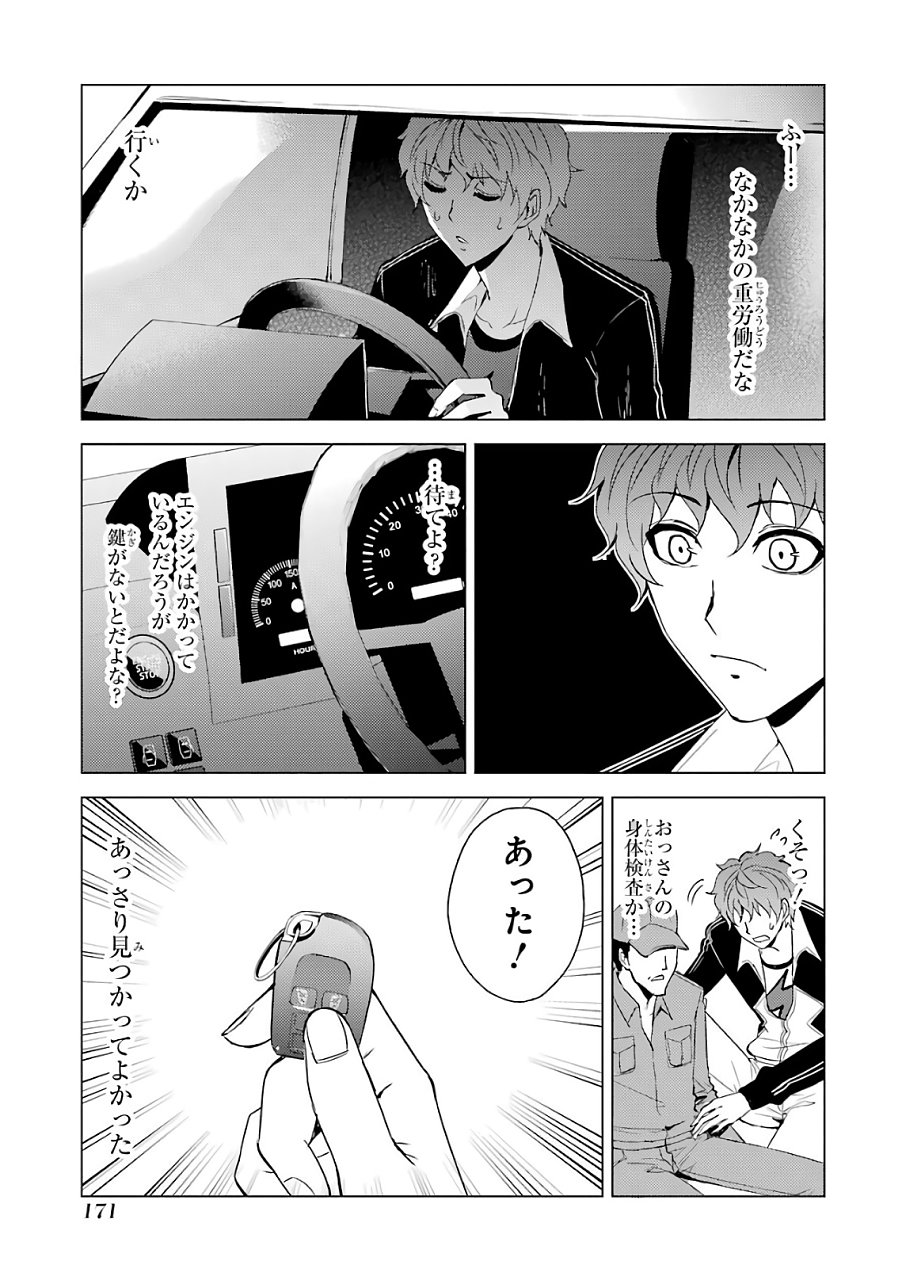 ふー…
なかなかの重労働だな
行くか
…待てよ？
エンジンはかかって
いるんだろうが
鍵がないとだよな？
くそっ！
おっさんの
身体検査か…
あった！
あっさり見つかってよかった
171